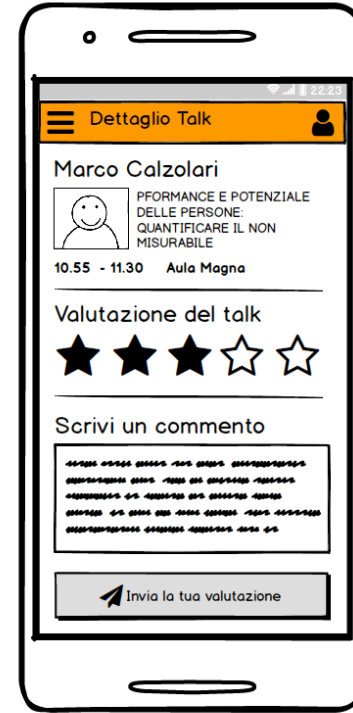 22:23
Dettaglio Talk
Marco Calzolari
PFORMANCE E POTENZIALE
DELLE PERSONE:
QUANTIFICARE IL NON
MISURABILE
10.55 - 11.30 Aula Magna
Valutazione del talk
Scrivi un commento
Invia la tua valutazione